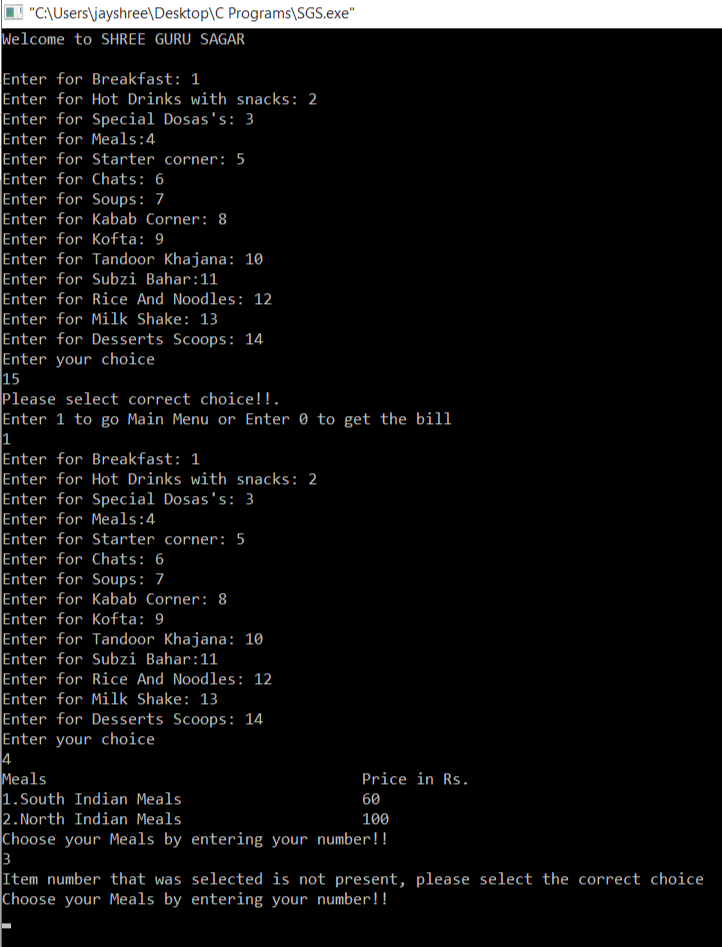 "C:\Users\jayshree\Desktop\C Programs\SGS.exe"
Welcome to SHREE GURU SAGAR
Enter for Breakfast: 1
Enter for Hot Drinks with snacks: 2
Enter for Special Dosas's: 3
Enter for Meals:4
Enter for Starter corner: 5
Enter for Chats: 6
Enter for Soups: 7
Enter for Kabab Corner: 8
Enter for Kofta: 9
Enter for Tandoor Khajana: 10
Enter for Subzi Bahar:11
Enter for Rice And Noodles: 12
Enter for Milk Shake: 13
Enter for Desserts Scoops: 14
Enter your choice
15
Please select correct choice!!.
Enter 1 to go Main Menu or Enter 0 to get the bill
1
Enter for Breakfast: 1
Enter for Hot Drinks with snacks: 2
Enter for Special Dosas's: 3
Enter for Meals:4
Enter for Starter corner: 5
Enter for Chats: 6
Enter for Soups: 7
Enter for Kabab Corner: 8
Enter for Kofta: 9
Enter for Tandoor Khajana: 10
Enter for Subzi Bahar:11
Enter for Rice And Noodles: 12
Enter for Milk Shake: 13
Enter for Desserts Scoops: 14
Enter your choice
4
Meals Price in Rs.
1.South Indian Meals 60
2.North Indian Meals 100
Choose your Meals by entering your number!!
3
Item number that was selected is not present, please select the correct choice
Choose your Meals by entering your number!!